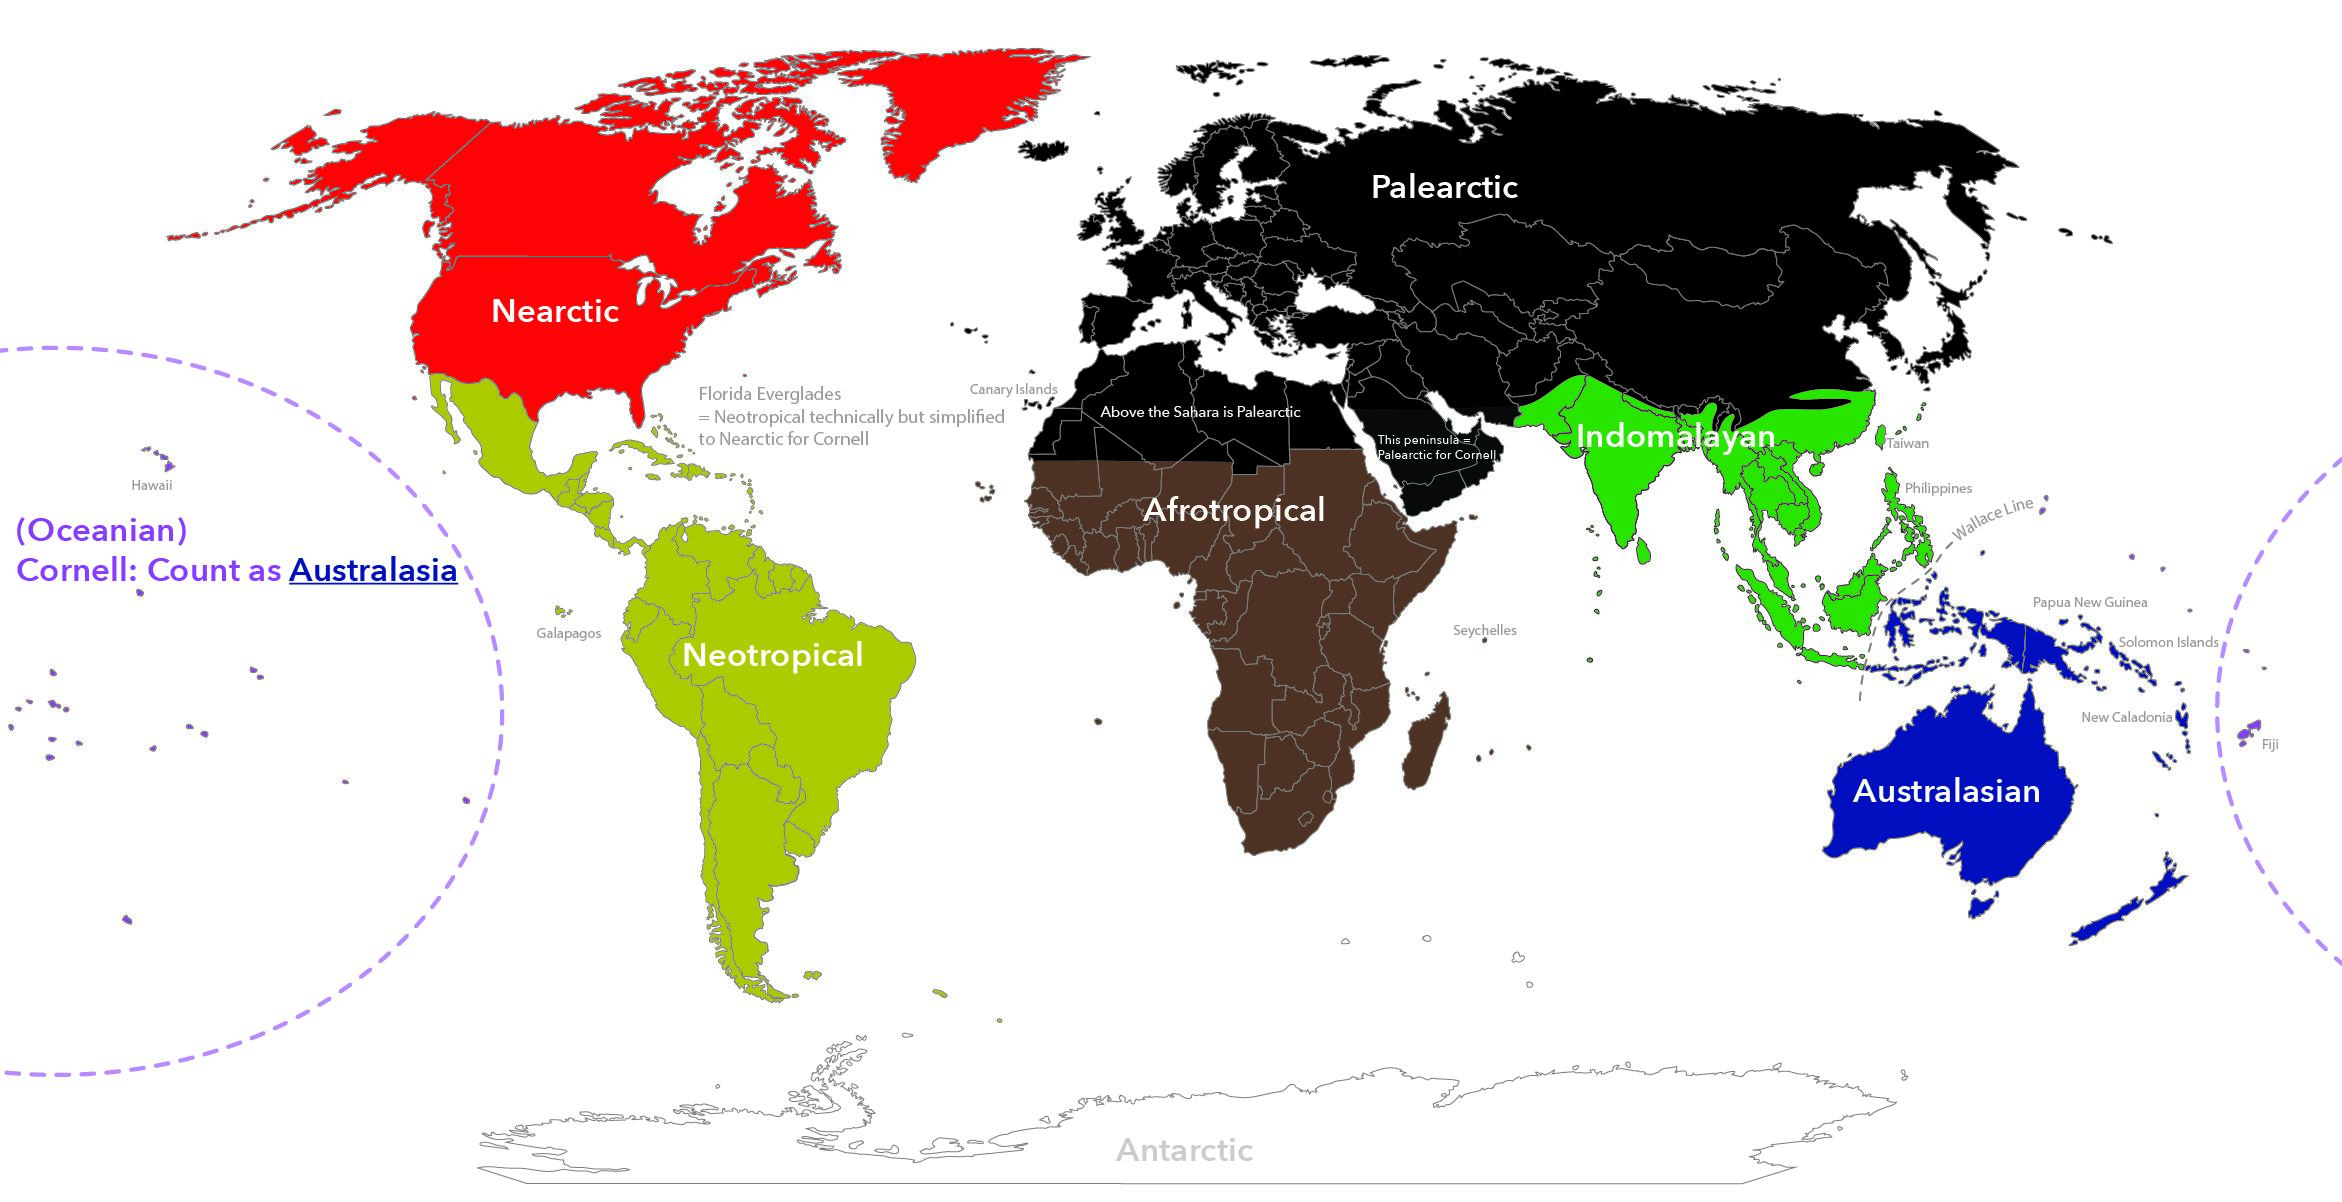 Palearctic
Nearctic
Canary Islands
Florida Everglades
= Neotropical technically but simplified
to Nearctic for Cornell
Above the Sahara is Palearctic
This peninsula =
Palearctic for Cornell
Indomalayan
Taiwan
Hawaii
Philippines
Wallace Line
Afrotropical
(Oceanian)
Cornell: Count as Australasia
Galapagos
Seychelles
Papua New Guinea
Solomon Islands
Neotropical
New Caladonia
Fiji
Australasian
Antarctic